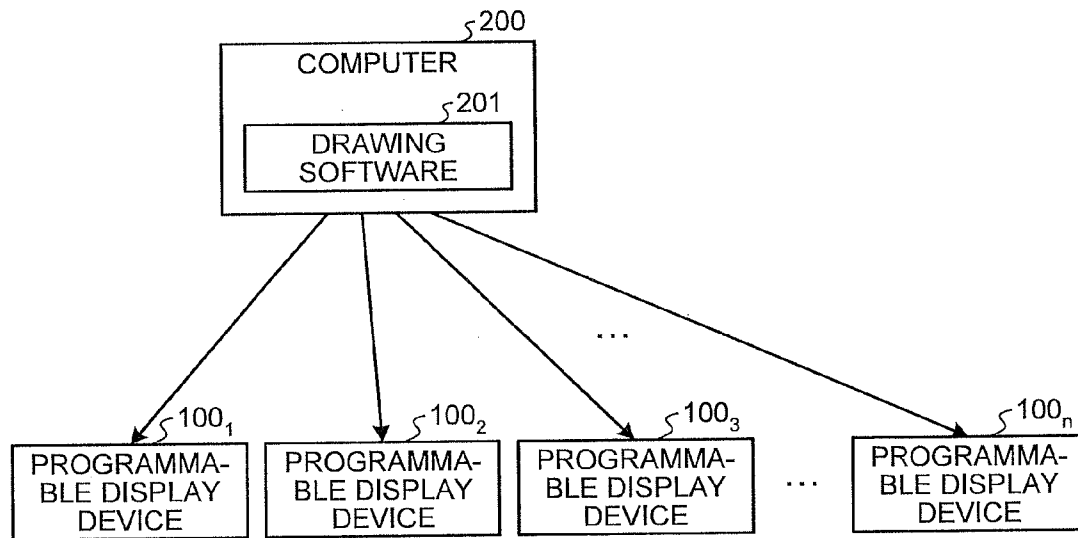 200
COMPUTER
201
DRAWING
SOFTWARE
...
100₁
100₂
100₃
100ₙ
PROGRAMMA-
BLE DISPLAY
DEVICE
PROGRAMMA-
BLE DISPLAY
DEVICE
PROGRAMMA-
BLE DISPLAY
DEVICE
...
PROGRAMMA-
BLE DISPLAY
DEVICE